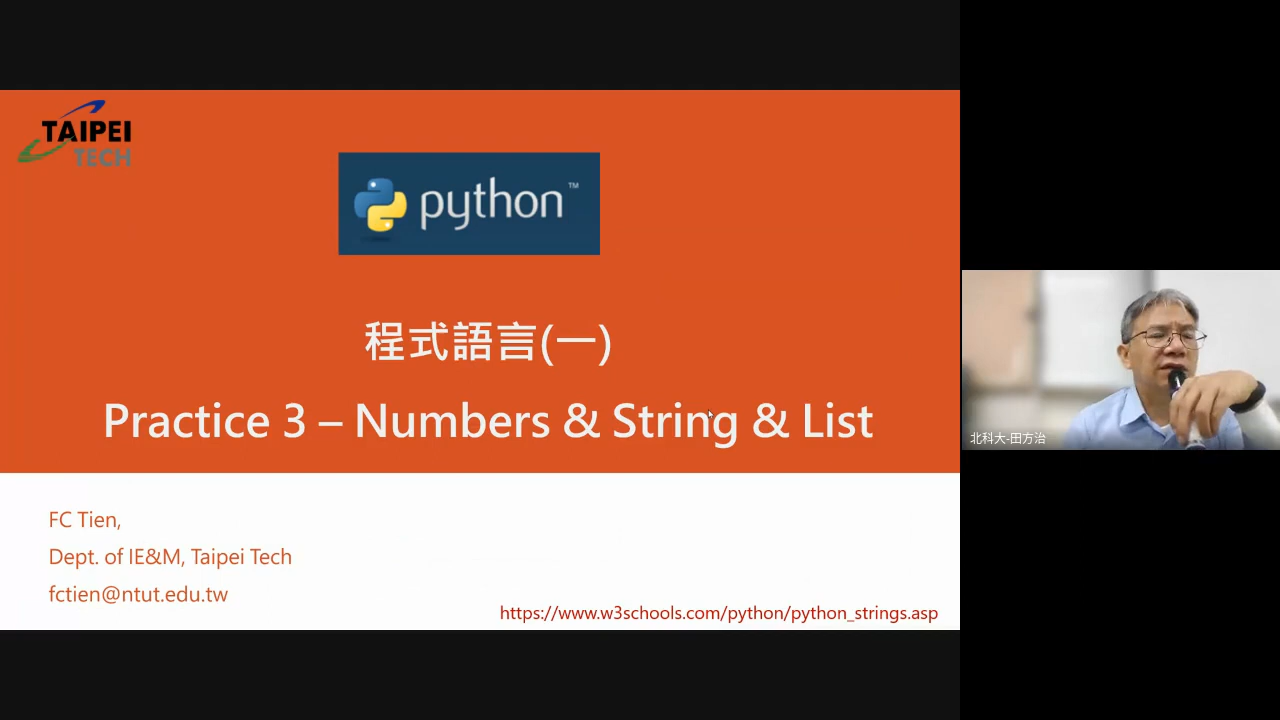 TAIPEI
TECH
python™
程式語言(一)
Practice 3 – Numbers & String & List
FC Tien,
Dept. of IE&M, Taipei Tech
fctien@ntut.edu.tw
https://www.w3schools.com/python/python_strings.asp
北科大-田方治